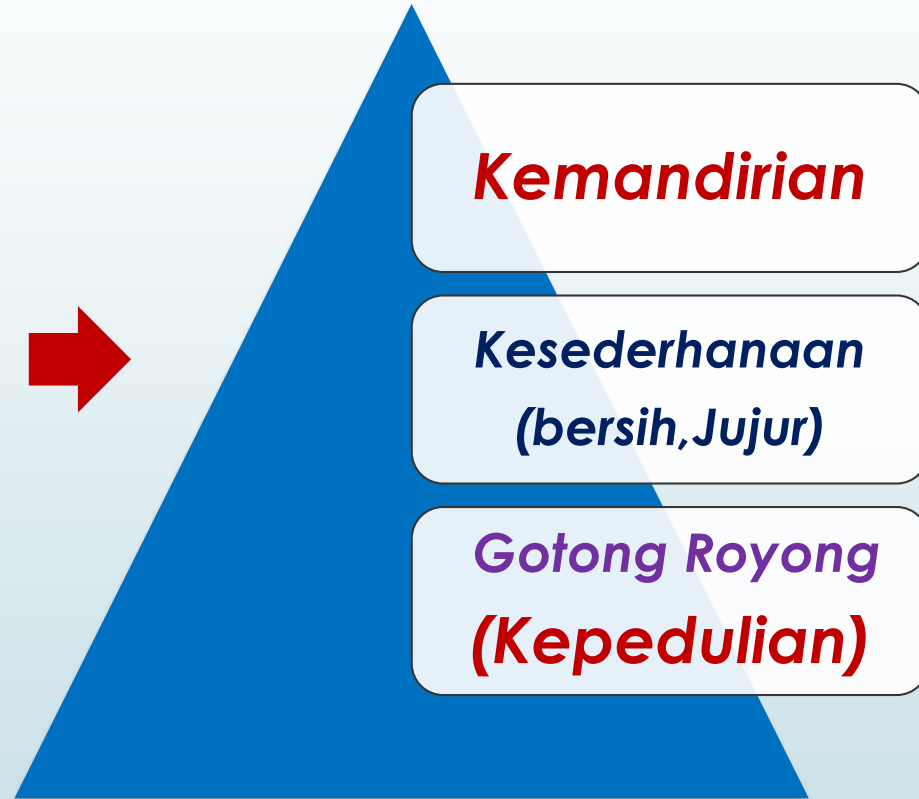 Kemandirian
Kesederhanaan
(bersih,Jujur)
Gotong Royong
(Kepedulian)